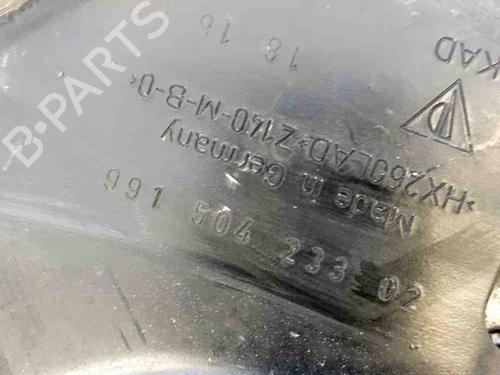 18 16
KAD
>HX260LAD+Z140-M-B-O<
Made in Germany
991 504 233 02
B-PARTS